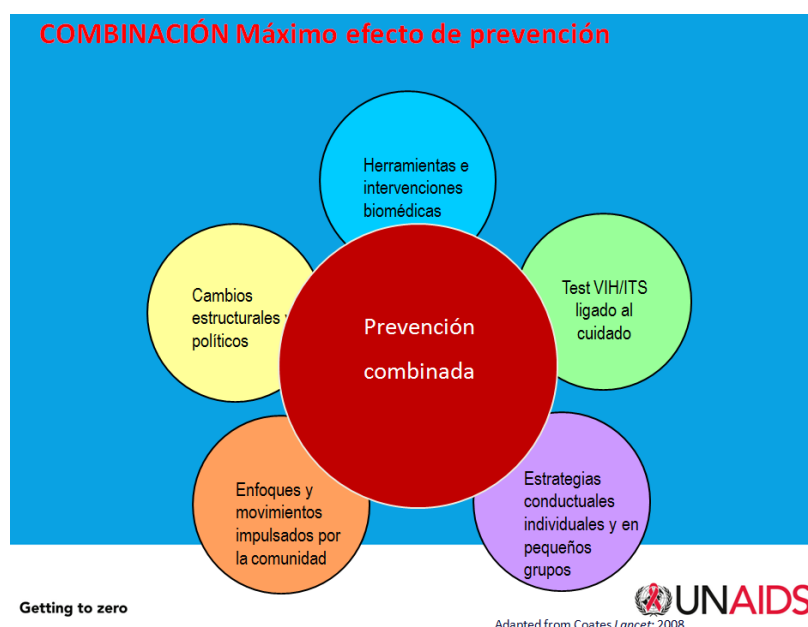 COMBINACIÓN Máximo efecto de prevención
Herramientas e
intervenciones
biomédicas
Cambios
estructurales
políticos
Test VIH/ITS
ligado al
cuidado
Prevención
combinada
Enfoques y
movimientos
impulsados por
la comunidad
Estrategias
conductuales
individuales y en
pequeños
grupos
Getting to zero
UNAIDS
Adapted from Coates Lancet; 2008